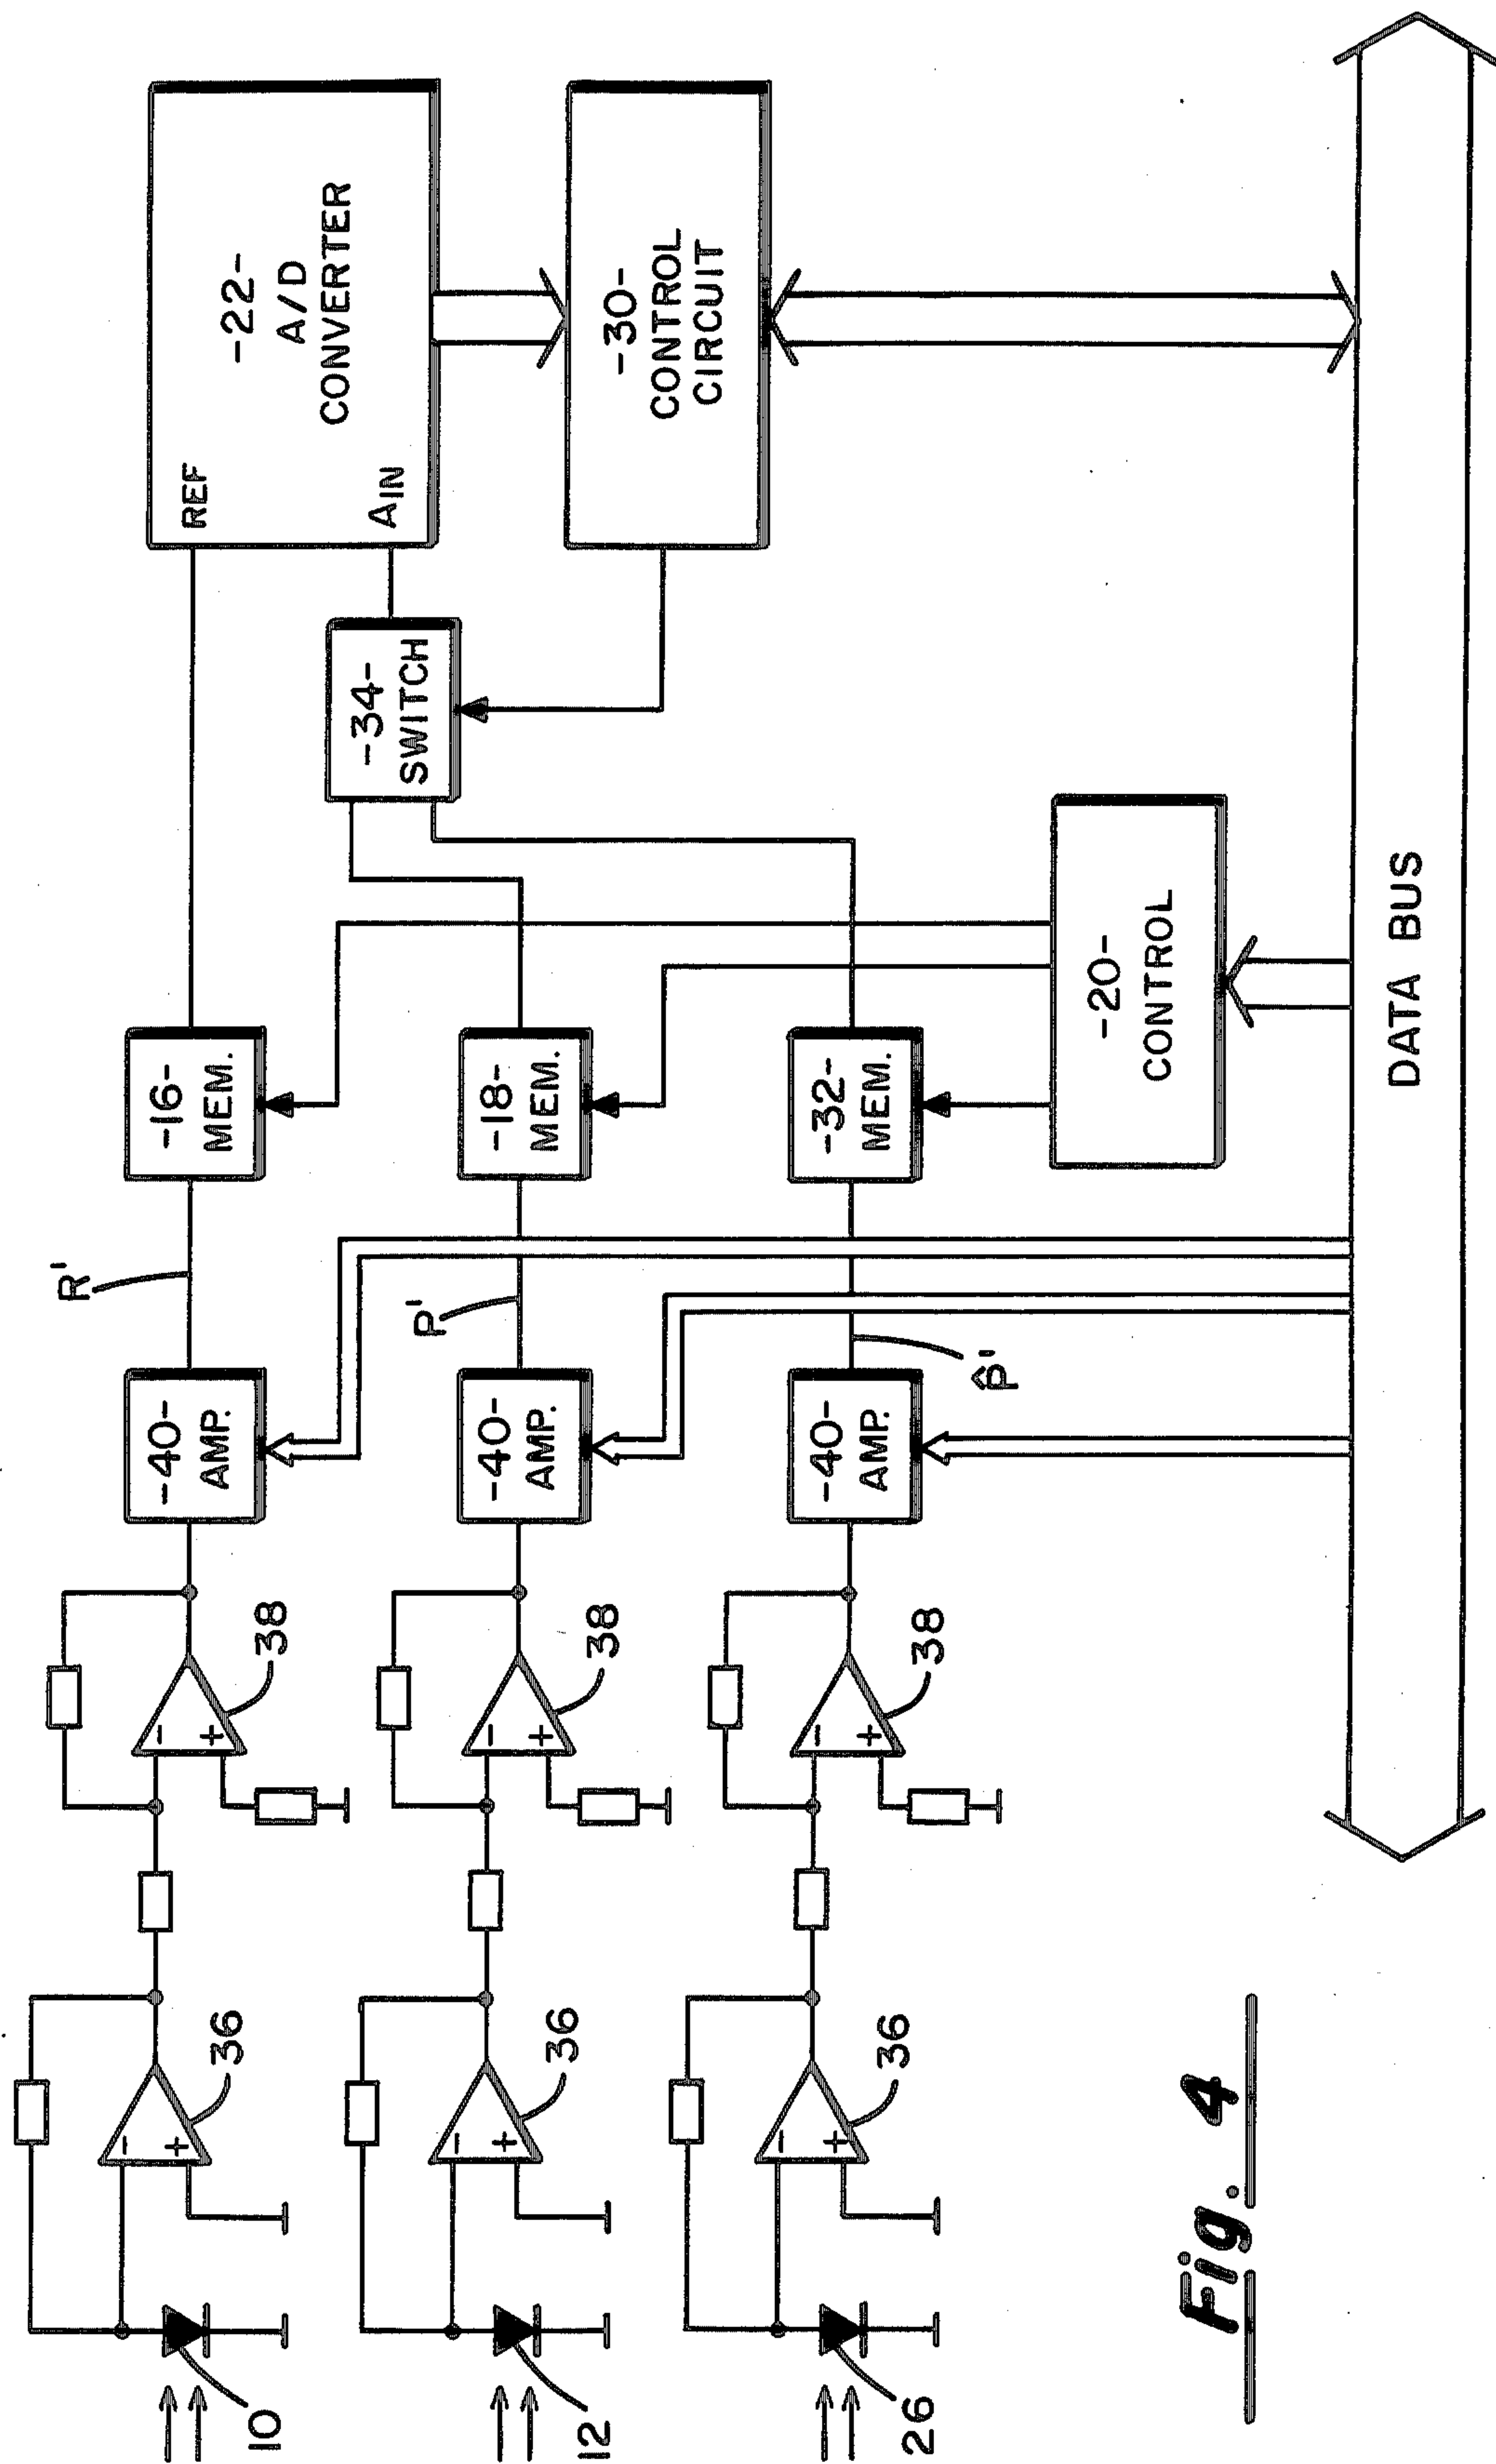 10
36
38
-40-
AMP.
R'
-16-
MEM.
REF
-22-
A/D
CONVERTER
AIN
-34-
SWITCH
12
36
38
-40-
AMP.
P'
-18-
MEM.
-30-
CONTROL
CIRCUIT
26
36
38
-40-
AMP.
P̂'
-32-
MEM.
-20-
CONTROL
DATA BUS
-
+
-
+
-
+
-
+
-
+
-
+
Fig. 4